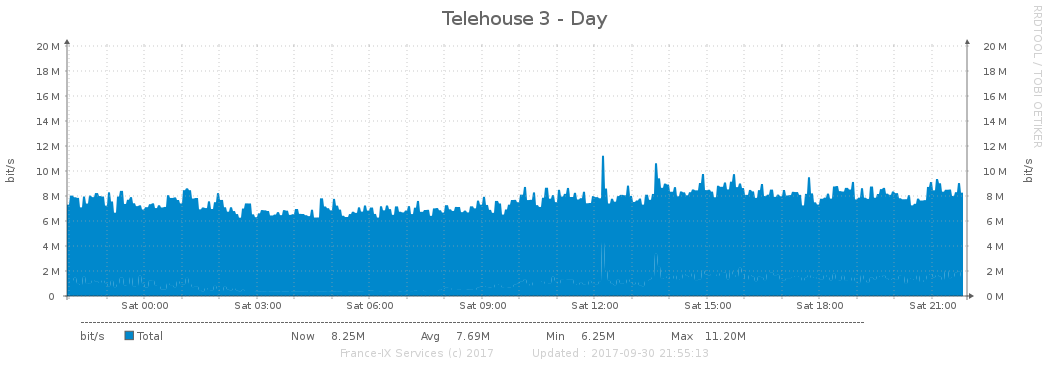 Telehouse 3 - Day
RRDTOOL / TOBI OETIKER
bit/s
20 M 20 M
18 M 18 M
16 M 16 M
14 M 14 M
12 M 12 M
10 M 10 M
8 M 8 M
6 M 6 M
4 M 4 M
2 M 2 M
0 0 M
bit/s
Sat 00:00 Sat 03:00 Sat 06:00 Sat 09:00 Sat 12:00 Sat 15:00 Sat 18:00 Sat 21:00
bit/s Total Now 8.25M Avg 7.69M Min 6.25M Max 11.20M
France-IX Services (c) 2017 Updated : 2017-09-30 21:55:13